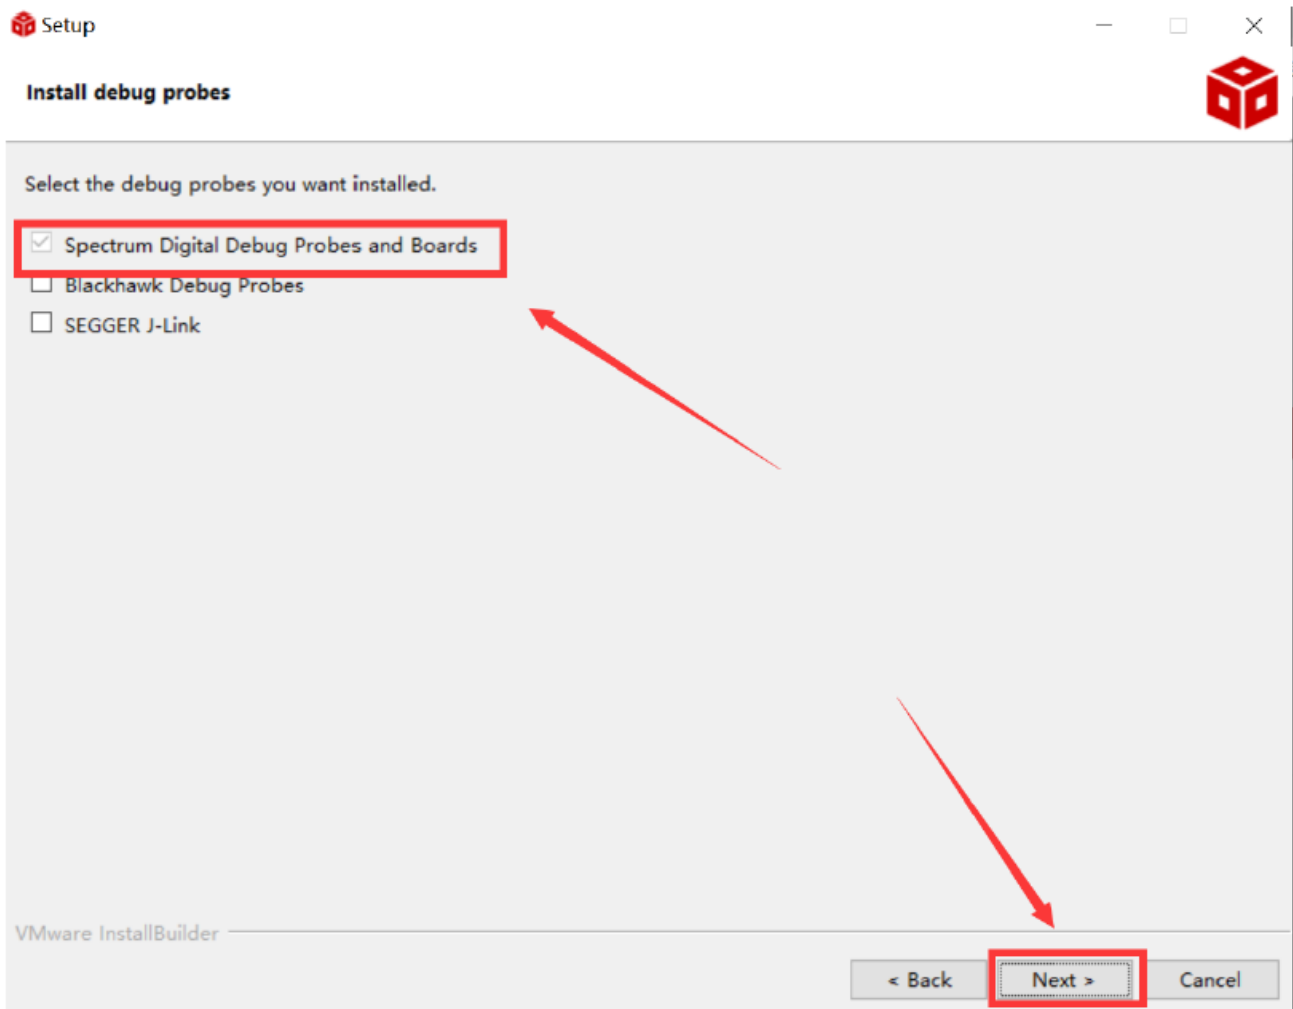 Setup
Install debug probes
Select the debug probes you want installed.
Spectrum Digital Debug Probes and Boards
Blackhawk Debug Probes
SEGGER J-Link
VMware InstallBuilder
< Back Next > Cancel